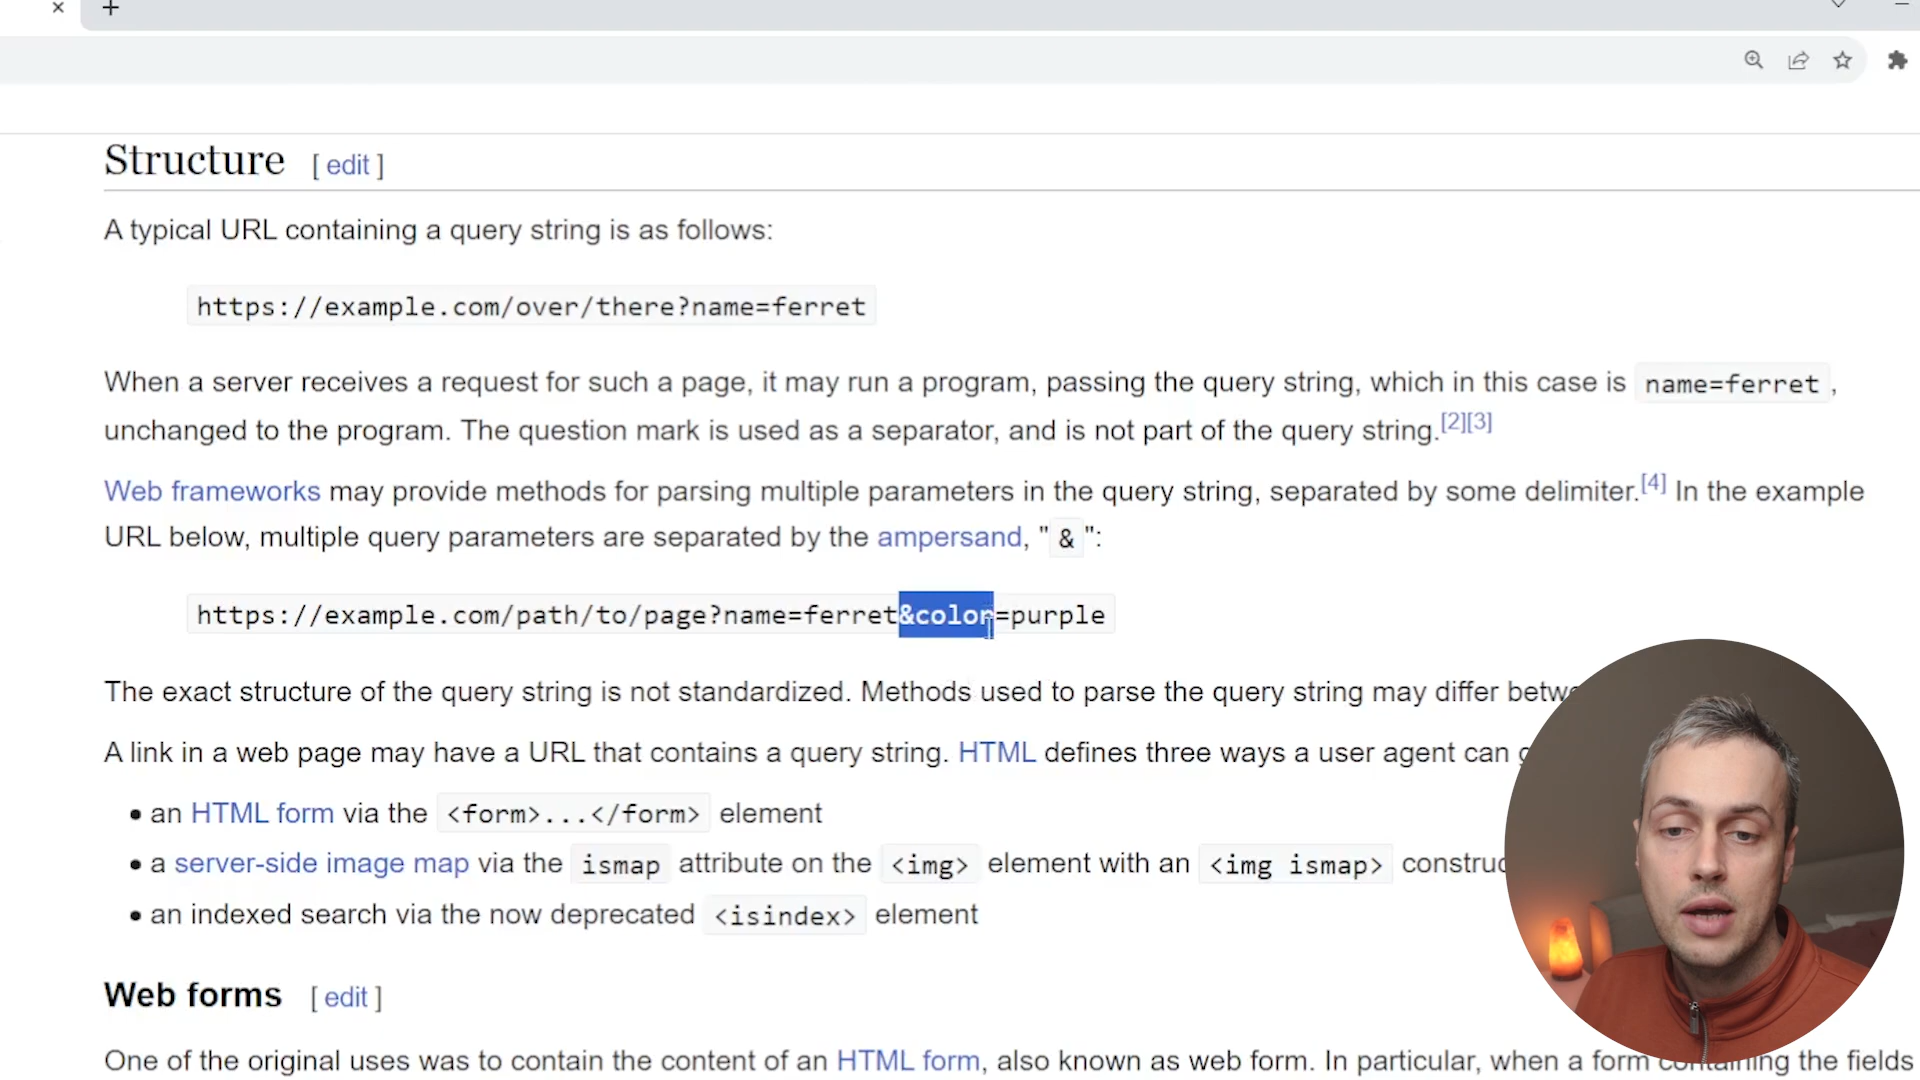 Structure [ edit ]
A typical URL containing a query string is as follows:
https://example.com/over/there?name=ferret
When a server receives a request for such a page, it may run a program, passing the query string, which in this case is name=ferret,
unchanged to the program. The question mark is used as a separator, and is not part of the query string.[2][3]
Web frameworks may provide methods for parsing multiple parameters in the query string, separated by some delimiter.[4] In the example
URL below, multiple query parameters are separated by the ampersand, "&":
https://example.com/path/to/page?name=ferret&color=purple
The exact structure of the query string is not standardized. Methods used to parse the query string may differ
A link in a web page may have a URL that contains a query string. HTML defines three ways a user agent can
• an HTML form via the <form>...</form> element
• a server-side image map via the ismap attribute on the <img> element with an <img ismap>
• an indexed search via the now deprecated <isindex> element
Web forms [ edit ]
One of the original uses was to contain the content of an HTML form, also known as web form. In particular, when a form containing the fields